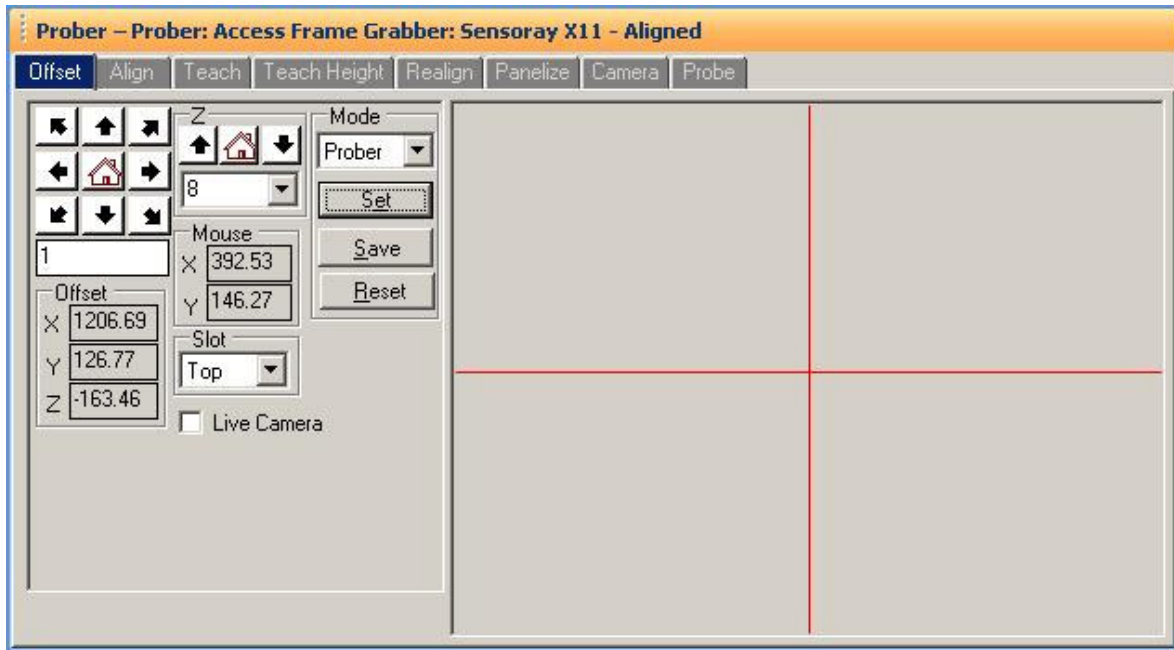 Prober – Prober: Access Frame Grabber: Sensoray X11 - Aligned
Offset Align Teach Teach Height Realign Panelize Camera Probe
Z
8
Mode
Prober
Set
Save
Reset
1
Mouse
X 392.53
Y 146.27
Offset
X 1206.69
Y 126.77
Z -163.46
Slot
Top
Live Camera